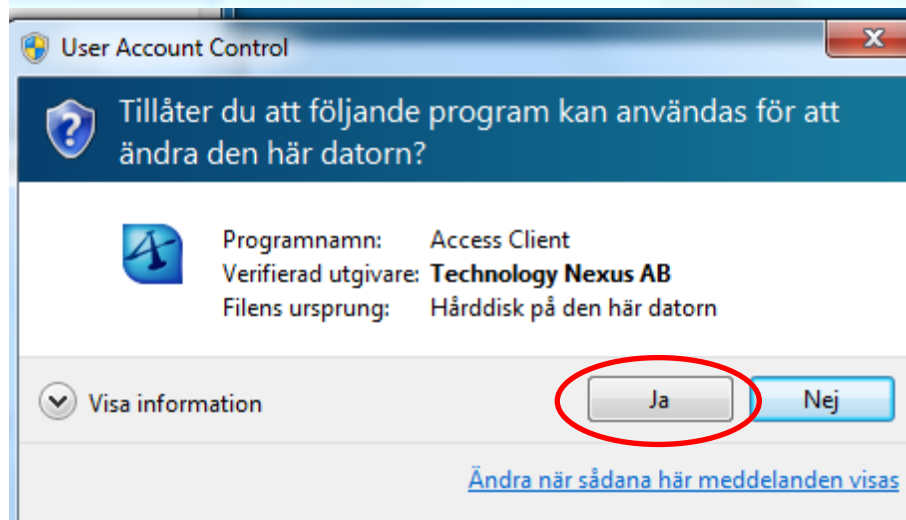 User Account Control
Tillåter du att följande program kan användas för att
ändra den här datorn?
Programnamn: Access Client
Verifierad utgivare: Technology Nexus AB
Filens ursprung: Hårddisk på den här datorn
Visa information
Ja
Nej
Ändra när sådana här meddelanden visas